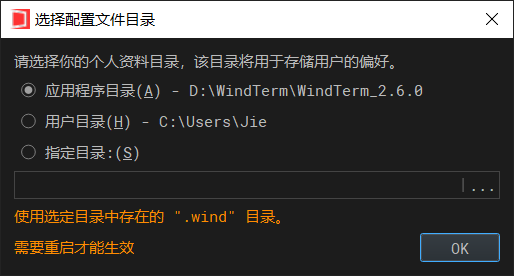 选择配置文件目录
请选择你的个人资料目录，该目录将用于存储用户的偏好。
应用程序目录(A) - D:\WindTerm\WindTerm_2.6.0
用户目录(H) - C:\Users\Jie
指定目录:(S)
...
使用选定目录中存在的 ".wind" 目录。
需要重启才能生效
OK